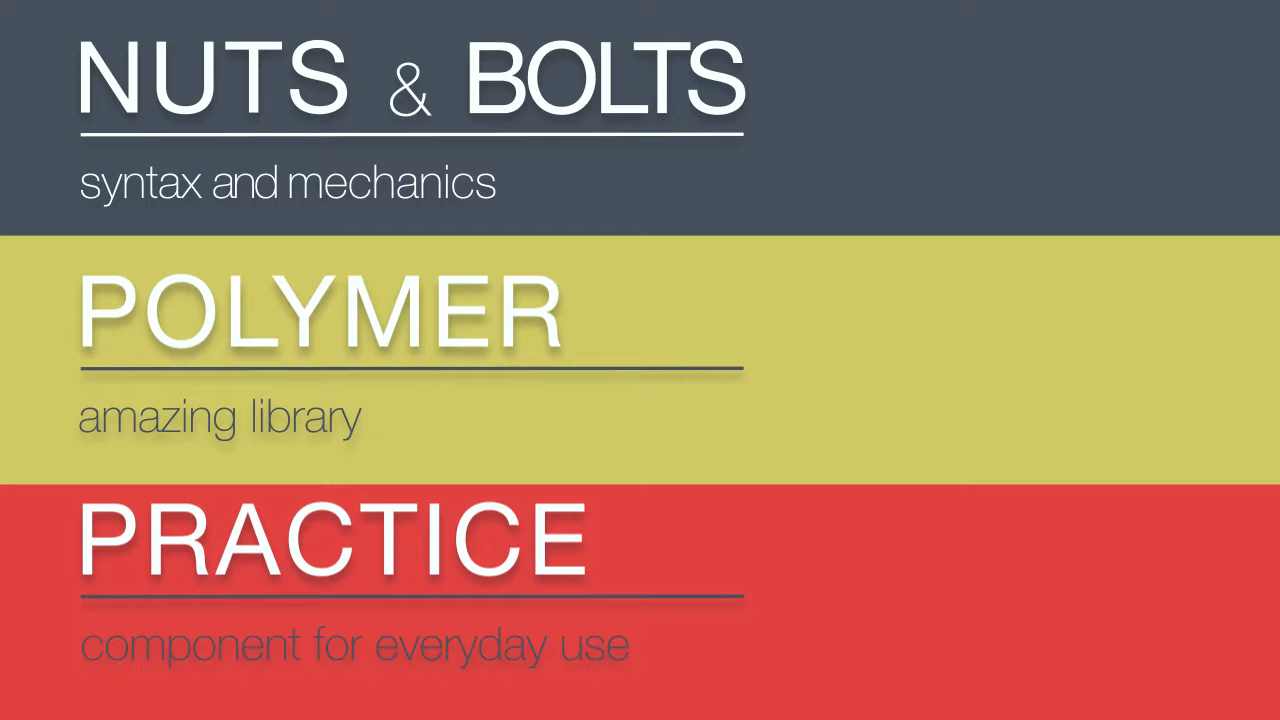 NUTS & BOLTS
syntax and mechanics
POLYMER
amazing library
PRACTICE
component for everyday use